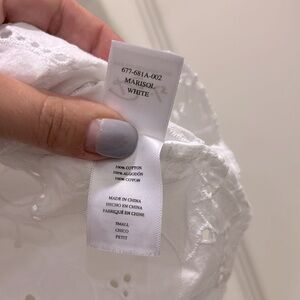 677-681A-002
MARISOL
WHITE
100% COTTON
100% ALGODÓN
100% COTON
MADE IN CHINA
HECHO EN CHINA
FABRIQUÉ EN CHINE
SMALL
CHICO
PETIT